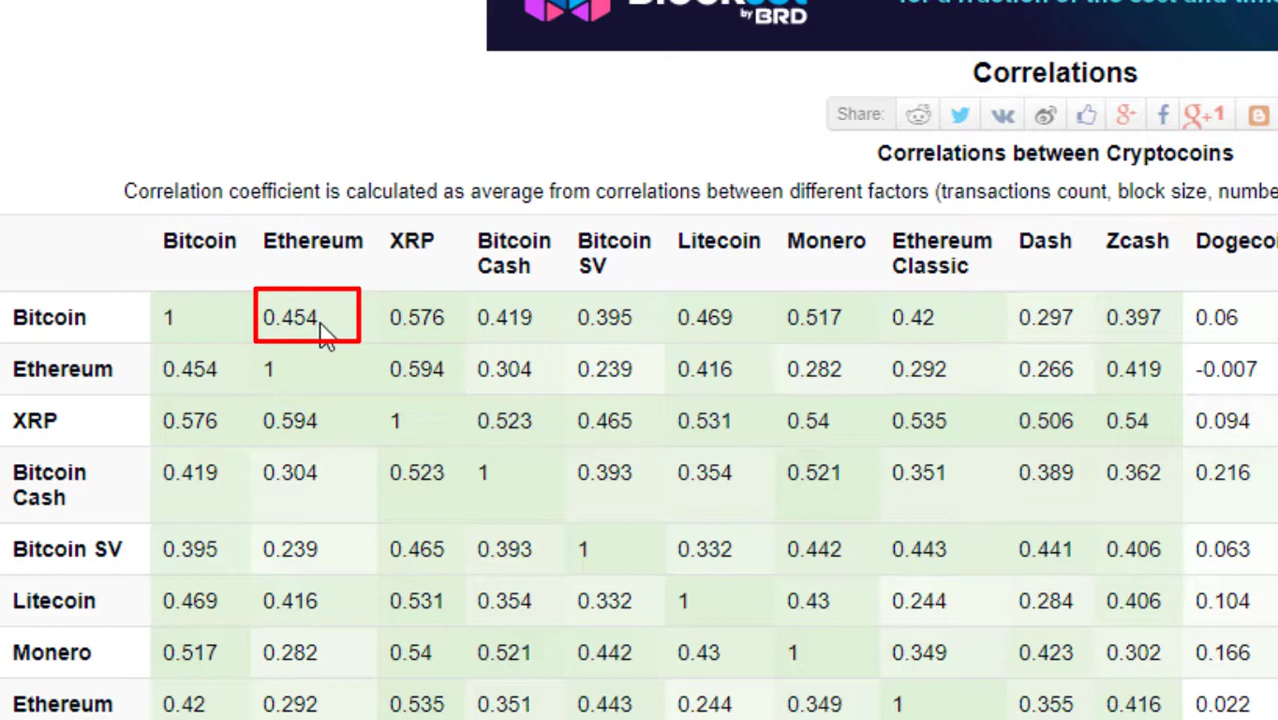 by BRD
Correlations
Share:
Correlations between Cryptocoins
Correlation coefficient is calculated as average from correlations between different factors (transactions count, block size,
Bitcoin Ethereum XRP Bitcoin Cash Bitcoin SV Litecoin Monero Ethereum Classic Dash Zcash
Bitcoin 1 0.454 0.576 0.419 0.395 0.469 0.517 0.42 0.297 0.397 0.06
Ethereum 0.454 1 0.594 0.304 0.239 0.416 0.282 0.292 0.266 0.419 -0.007
XRP 0.576 0.594 1 0.523 0.465 0.531 0.54 0.535 0.506 0.54 0.094
Bitcoin Cash 0.419 0.304 0.523 1 0.393 0.354 0.521 0.351 0.389 0.362 0.216
Bitcoin SV 0.395 0.239 0.465 0.393 1 0.332 0.442 0.443 0.441 0.406 0.063
Litecoin 0.469 0.416 0.531 0.354 0.332 1 0.43 0.244 0.284 0.406 0.104
Monero 0.517 0.282 0.54 0.521 0.442 0.43 1 0.349 0.423 0.302 0.166
Ethereum 0.42 0.292 0.535 0.351 0.443 0.244 0.349 1 0.355 0.416 0.022